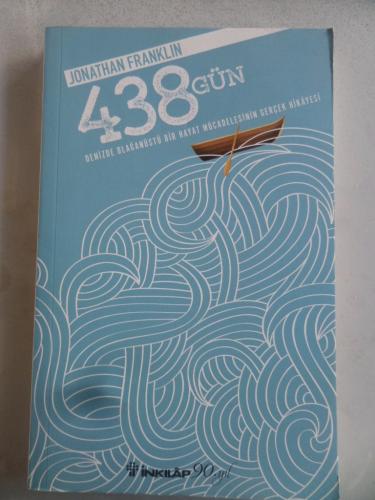 JONATHAN FRANKLIN
438 GÜN
DENİZDE OLAĞANÜSTÜ BİR HAYAT MÜCADELESİNİN GERÇEK HİKÂYESİ
İNKILÂP 90. yıl